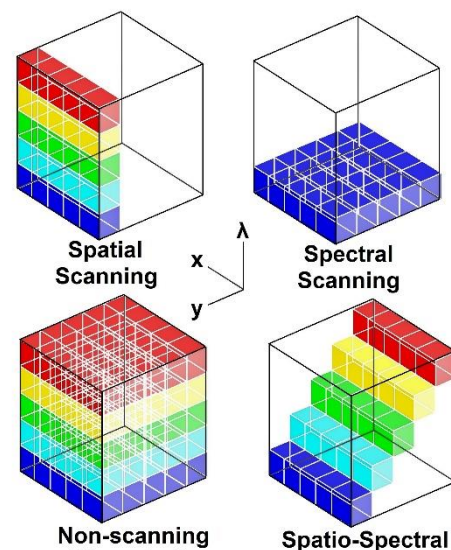 Spatial
Scanning
Spectral
Scanning
λ
x
y
Non-scanning
Spatio-Spectral